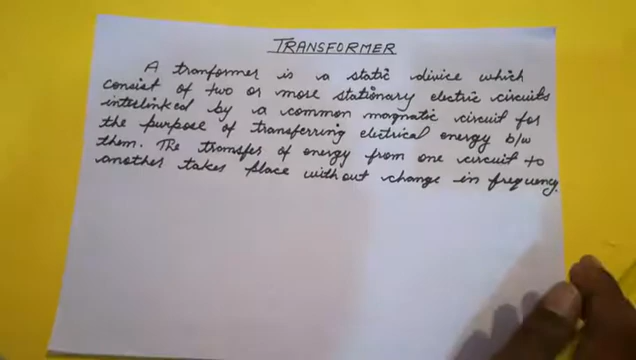 TRANSFORMER
A tranformer is a static divice which
consist of two or more stationary electric circuits
interlinked by a common magnetic circuit for
the purpose of transferring electrical energy b/w
them. The transfer of energy from one circuit to
another takes place without change in frequency.